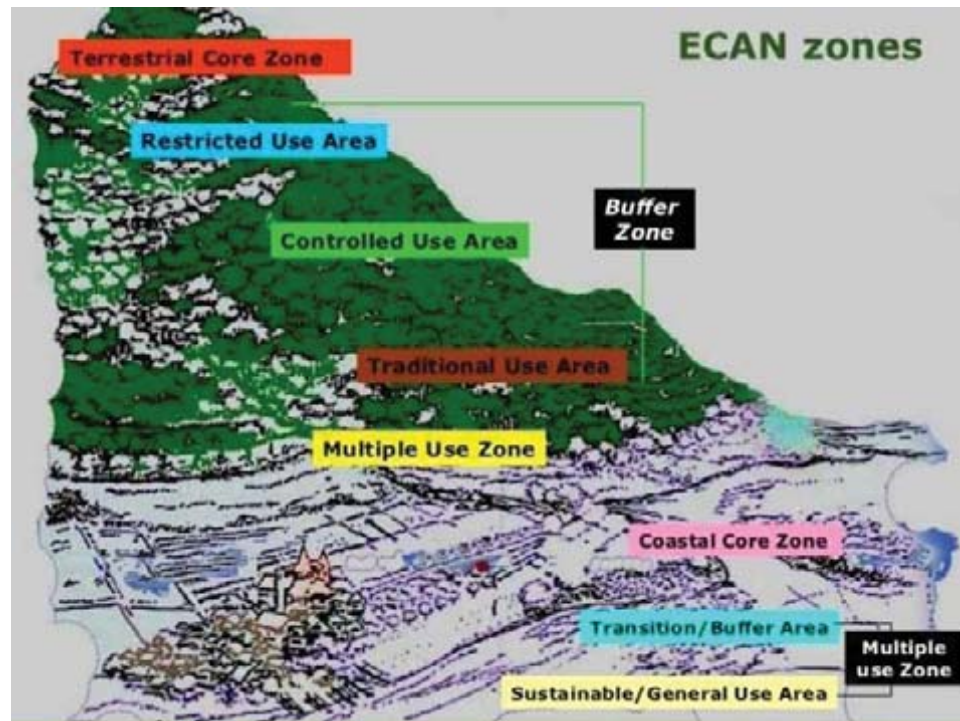 ECAN zones
Terrestrial Core Zone
Restricted Use Area
Buffer
Zone
Controlled Use Area
Traditional Use Area
Multiple Use Zone
Coastal Core Zone
Transition/Buffer Area
Multiple
use Zone
Sustainable/General Use Area